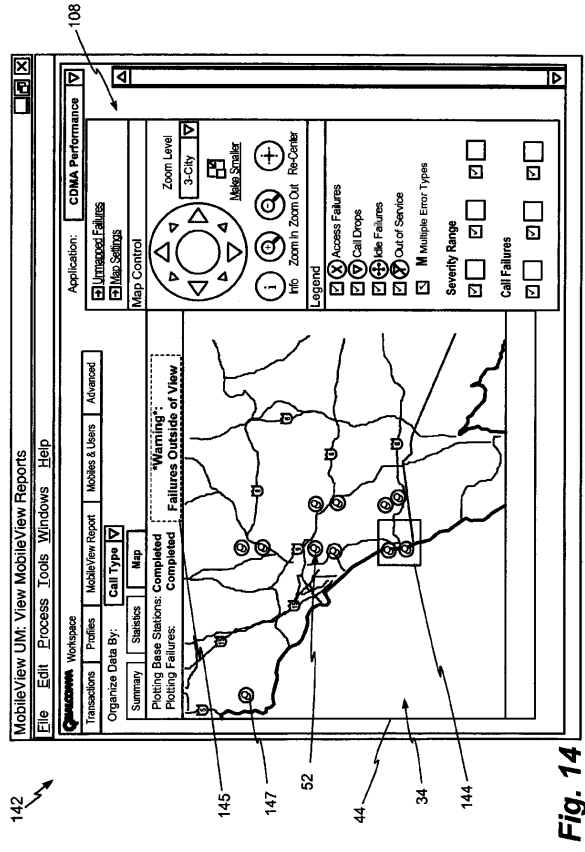 142
MobileView UM: View MobileView Reports
File Edit Process Tools Windows Help
QUALCOMM Workspace
Transactions Profiles MobileView Report Mobiles & Users Advanced
Application: CDMA Performance
Organize Data By: Call Type
Summary Statistics Map
Plotting Base Stations: Completed
Plotting Failures: Completed
*Warning*:
Failures Outside of View
Unmapped Failures
Map Settings
Map Control
Zoom Level
3-City
Make Smaller
Info Zoom In Zoom Out Re-Center
Legend
Access Failures
Call Drops
Idle Failures
Out of Service
M Multiple Error Types
Severity Range
Call Failures
108
145
147
52
44
34
144
Fig. 14